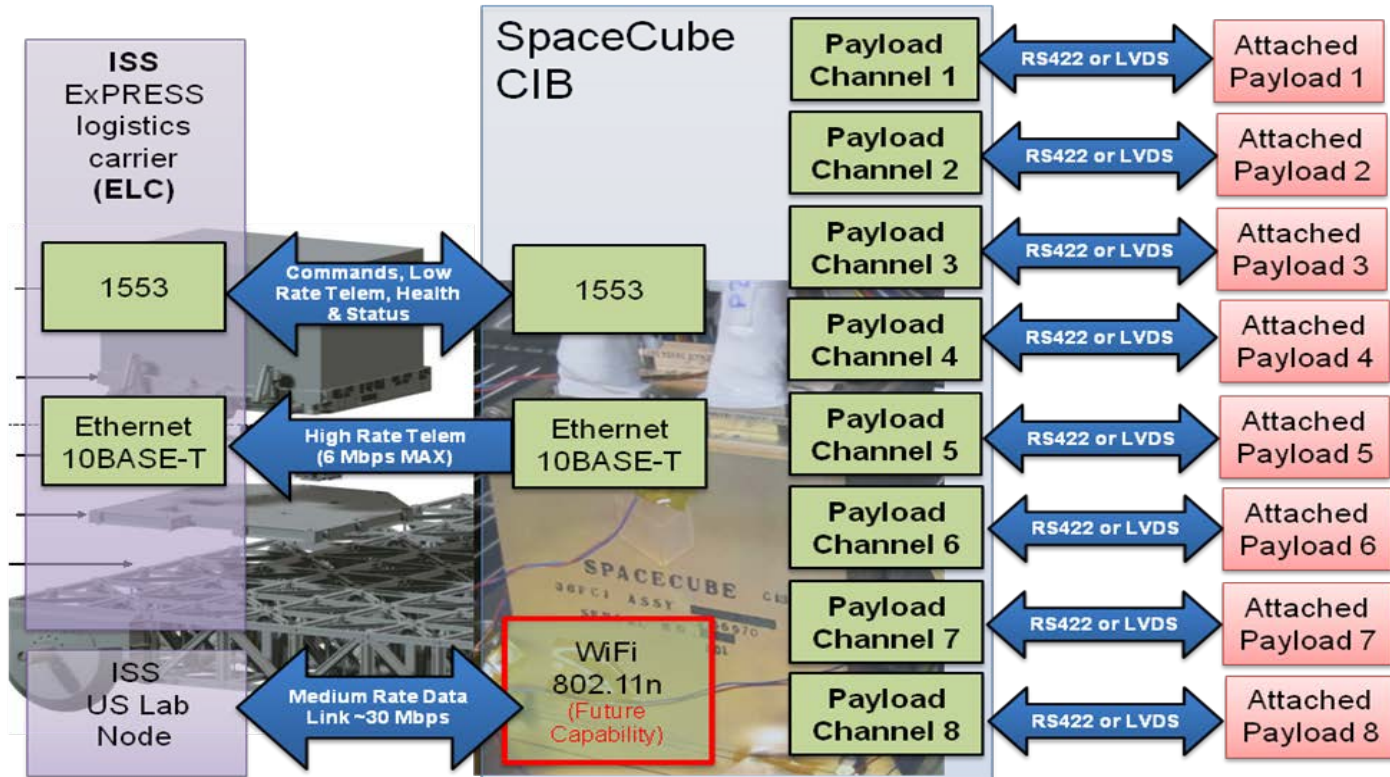 ISS
ExPRESS
logistics
carrier
(ELC)
1553
Ethernet
10BASE-T
ISS
US Lab
Node
Commands, Low
Rate Telem, Health
& Status
High Rate Telem
(6 Mbps MAX)
Medium Rate Data
Link ~30 Mbps
SpaceCube
CIB
1553
Ethernet
10BASE-T
SPACECUBE
ASSY
WiFi
802.11n
(Future
Capability)
Payload
Channel 1
RS422 or LVDS
Attached
Payload 1
Payload
Channel 2
RS422 or LVDS
Attached
Payload 2
Payload
Channel 3
RS422 or LVDS
Attached
Payload 3
Payload
Channel 4
RS422 or LVDS
Attached
Payload 4
Payload
Channel 5
RS422 or LVDS
Attached
Payload 5
Payload
Channel 6
RS422 or LVDS
Attached
Payload 6
Payload
Channel 7
RS422 or LVDS
Attached
Payload 7
Payload
Channel 8
RS422 or LVDS
Attached
Payload 8